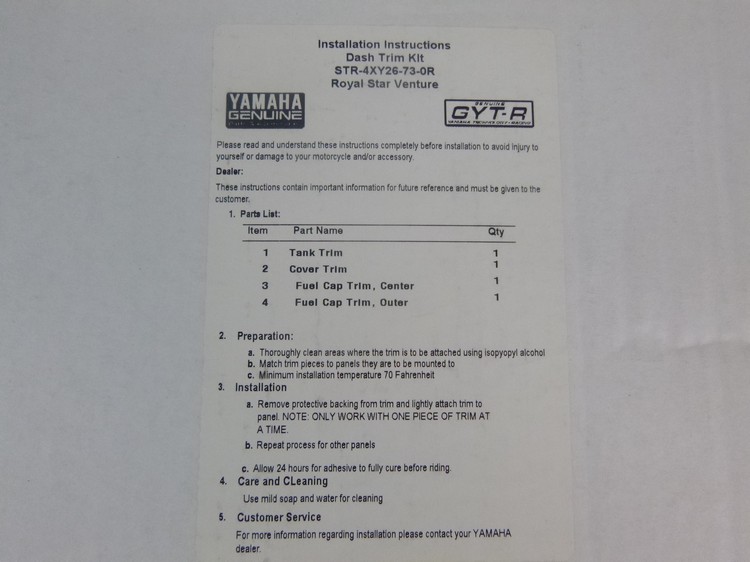 Installation Instructions
Dash Trim Kit
STR-4XY26-73-0R
Royal Star Venture
YAMAHA
GENUINE
GENUINE
GYT-R
Please read and understand these instructions completely before installation to avoid injury to
yourself or damage to your motorcycle and/or accessory.
Dealer:
These instructions contain important information for future reference and must be given to the
customer.
1. Parts List:
Item Part Name Qty
1 Tank Trim 1
2 Cover Trim 1
3 Fuel Cap Trim, Center 1
4 Fuel Cap Trim, Outer 1
2. Preparation:
a. Thoroughly clean areas where the trim is to be attached using isopyopyl alcohol
b. Match trim pieces to panels they are to be mounted to
c. Minimum installation temperature 70 Fahrenheit
3. Installation
a. Remove protective backing from trim and lightly attach trim to
panel. NOTE: ONLY WORK WITH ONE PIECE OF TRIM AT
A TIME.
b. Repeat process for other panels
c. Allow 24 hours for adhesive to fully cure before riding.
4. Care and CLeaning
Use mild soap and water for cleaning
5. Customer Service
For more information regarding installation please contact your YAMAHA
dealer.